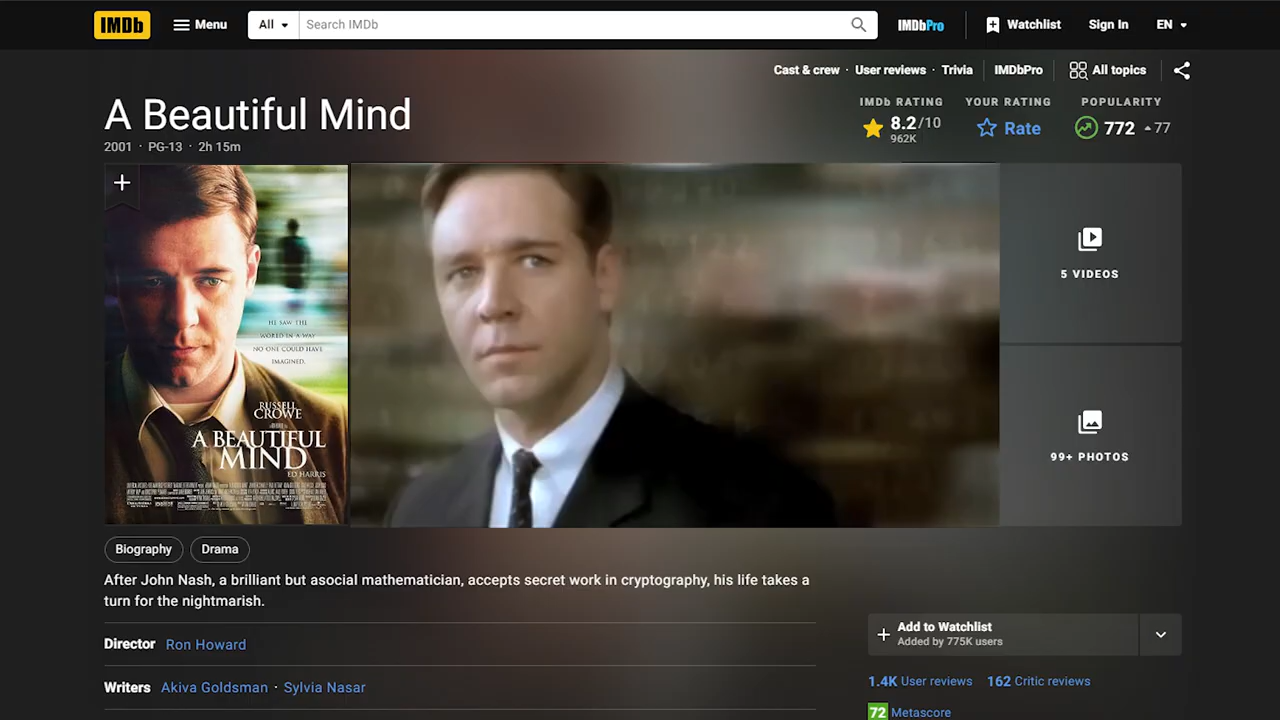 IMDb Menu All Search IMDb IMDbPro Watchlist Sign In EN
Cast & crew · User reviews · Trivia IMDbPro All topics
A Beautiful Mind
2001 · PG-13 · 2h 15m
IMDb RATING YOUR RATING POPULARITY
8.2/10 Rate 772 77
962K
HE SAW THE
WORLD IN A WAY
NO ONE COULD HAVE
IMAGINED.
RUSSELL
CROWE
A BEAUTIFUL
MIND
ED HARRIS
5 VIDEOS
99+ PHOTOS
Biography Drama
After John Nash, a brilliant but asocial mathematician, accepts secret work in cryptography, his life takes a
turn for the nightmarish.
Director Ron Howard
Writers Akiva Goldsman · Sylvia Nasar
Add to Watchlist
Added by 775K users
1.4K User reviews 162 Critic reviews
72 Metascore